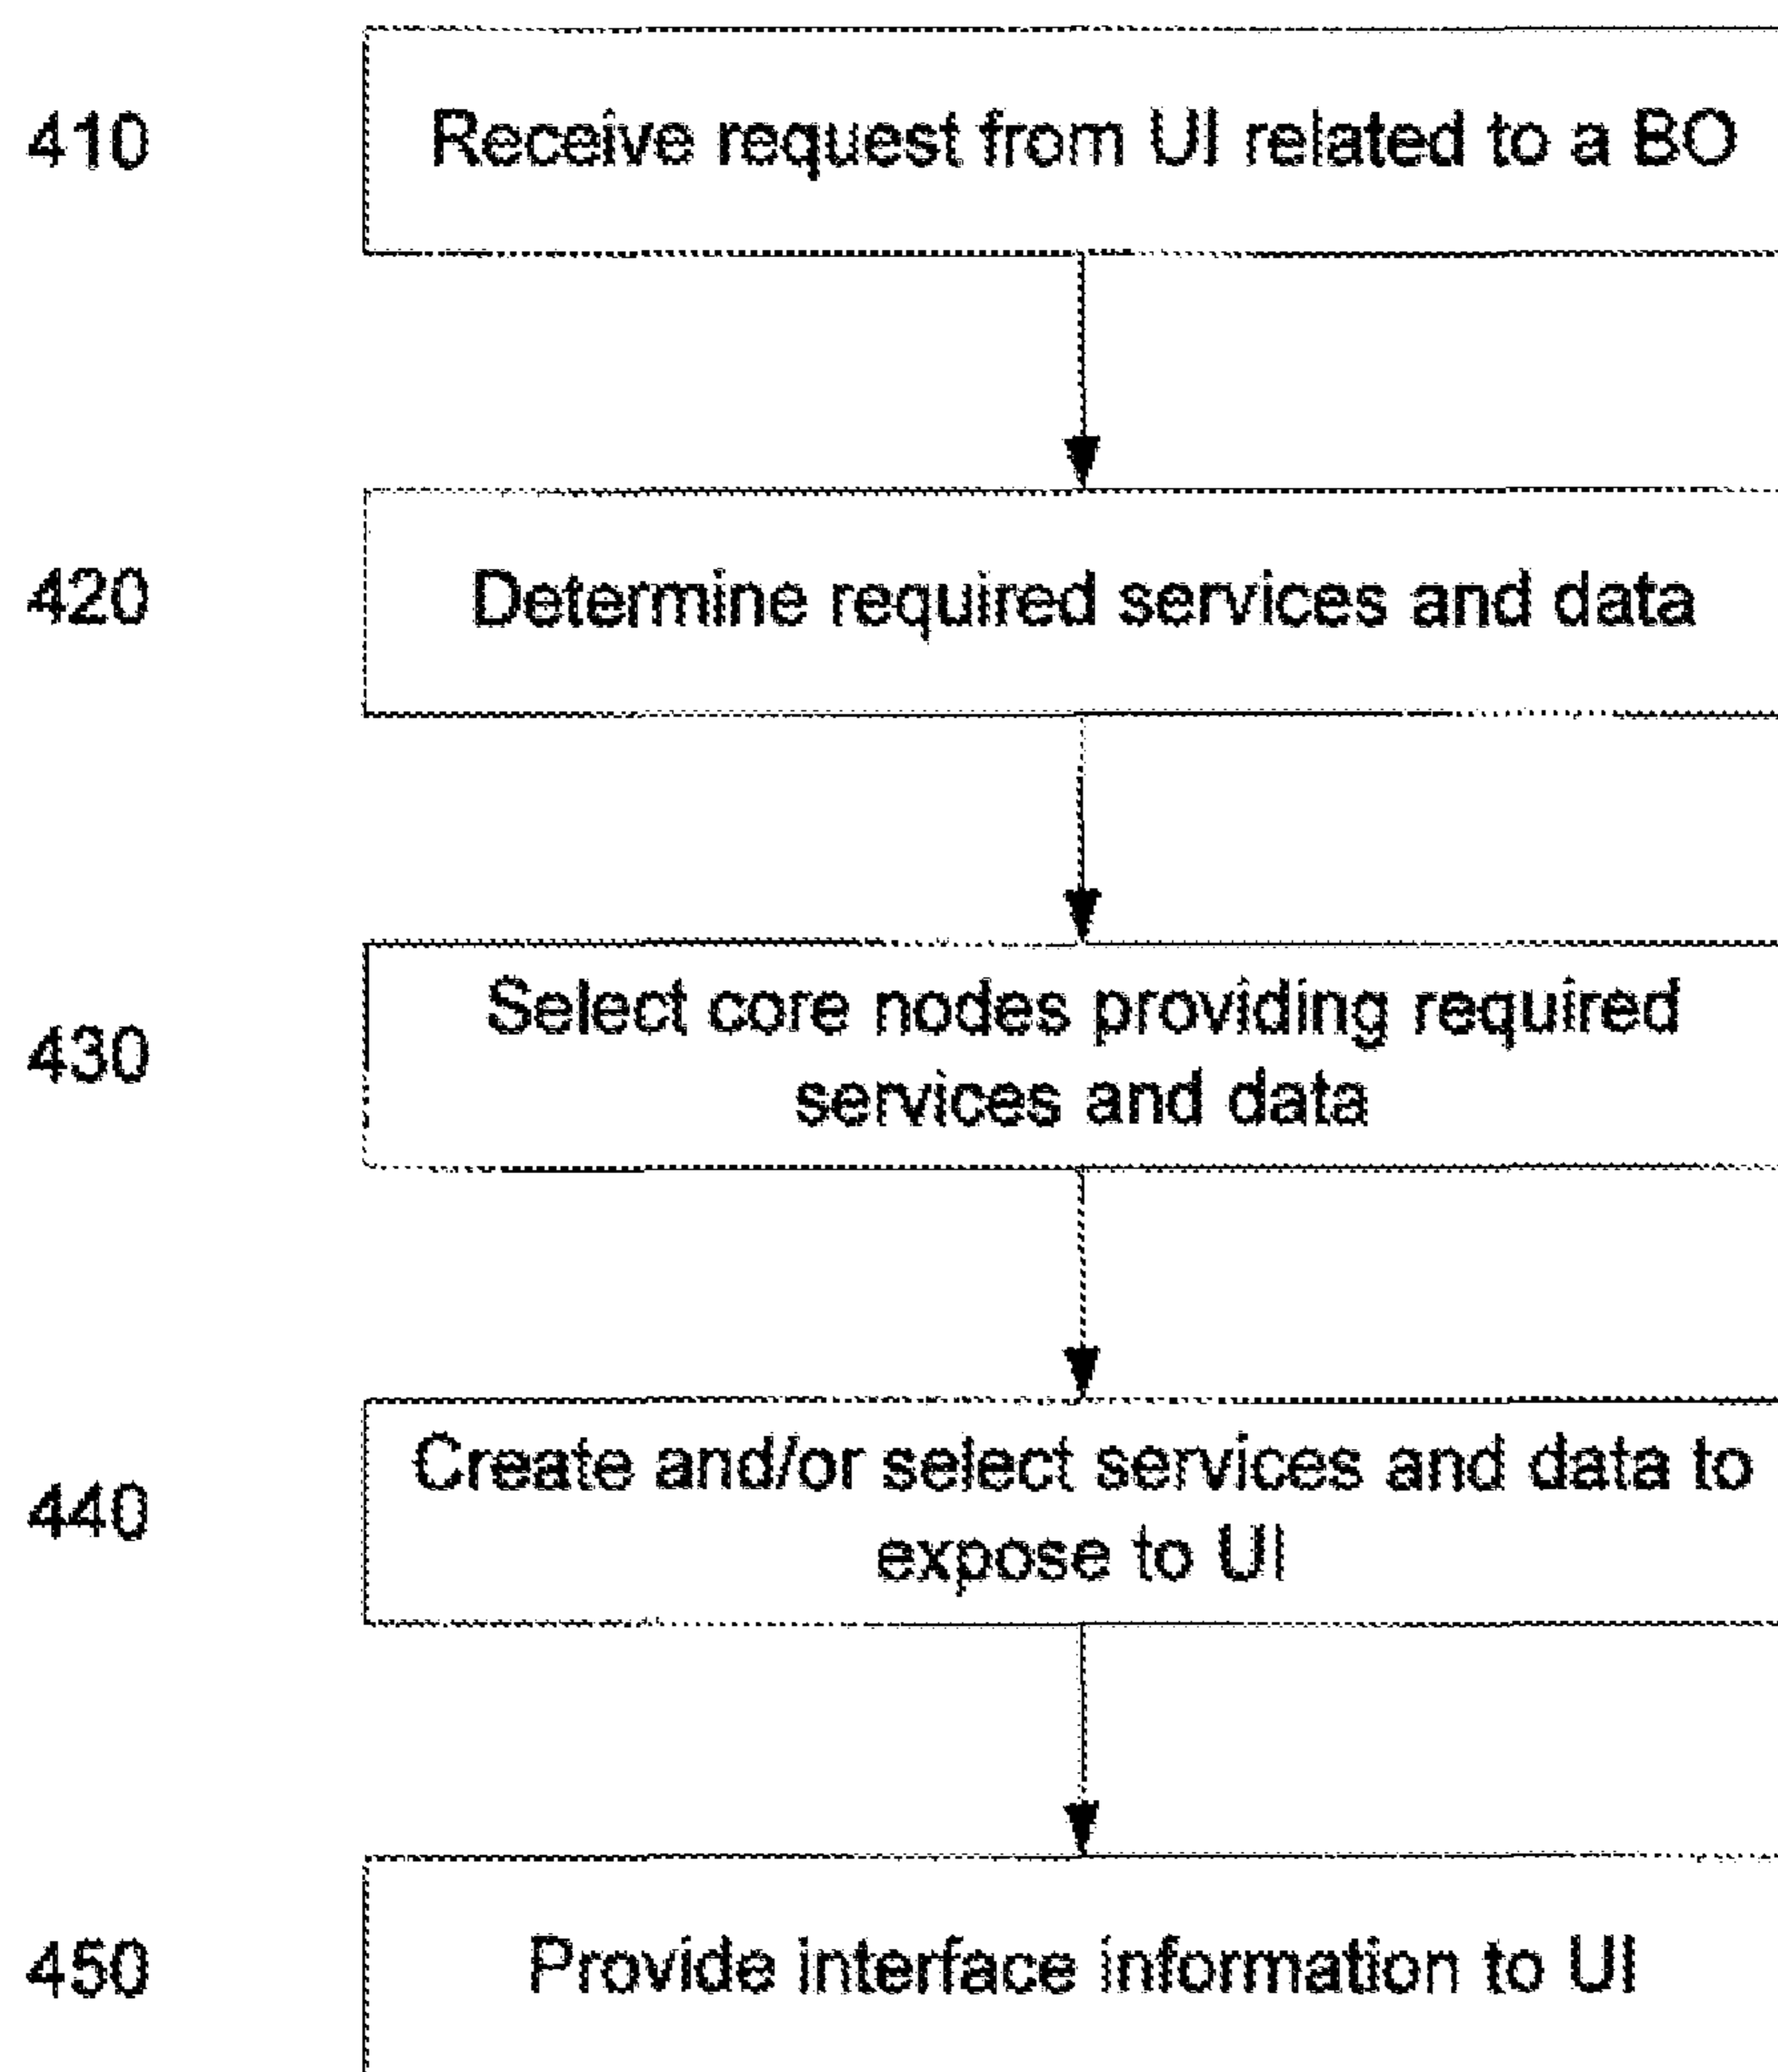 410
Receive request from UI related to a BO
420
Determine required services and data
430
Select core nodes providing required
services and data
440
Create and/or select services and data to
expose to UI
450
Provide interface information to UI